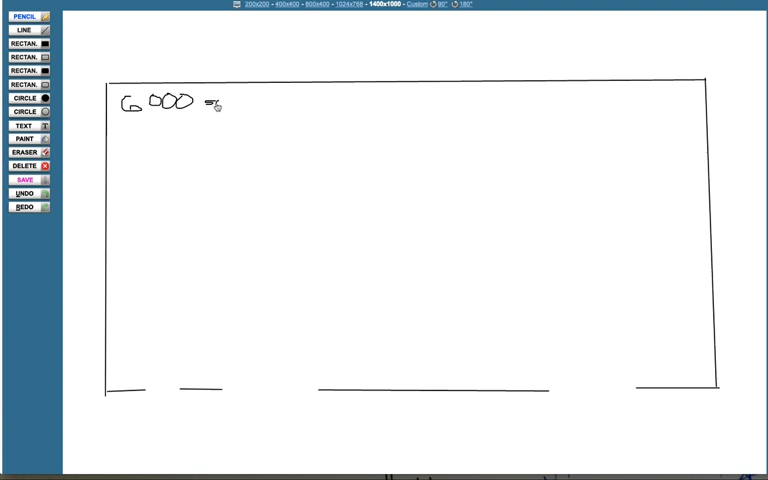 200x200 - 400x400 - 800x400 - 1024x768 - 1400x1000 - Custom 90° 180°
PENCIL
LINE
RECTAN.
RECTAN.
RECTAN.
RECTAN.
CIRCLE
CIRCLE
TEXT T
PAINT
ERASER
DELETE
SAVE
UNDO
REDO
6000 =